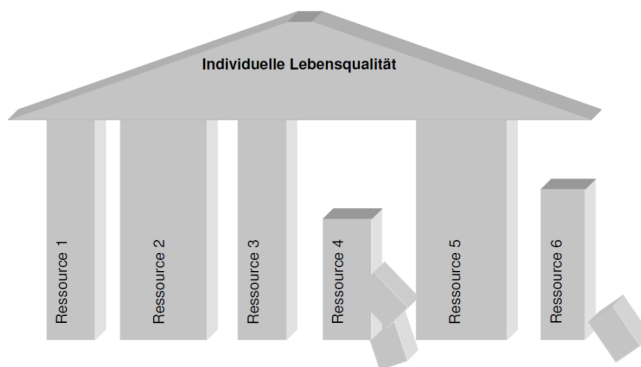 Individuelle Lebensqualität
Ressource 1
Ressource 2
Ressource 3
Ressource 4
Ressource 5
Ressource 6